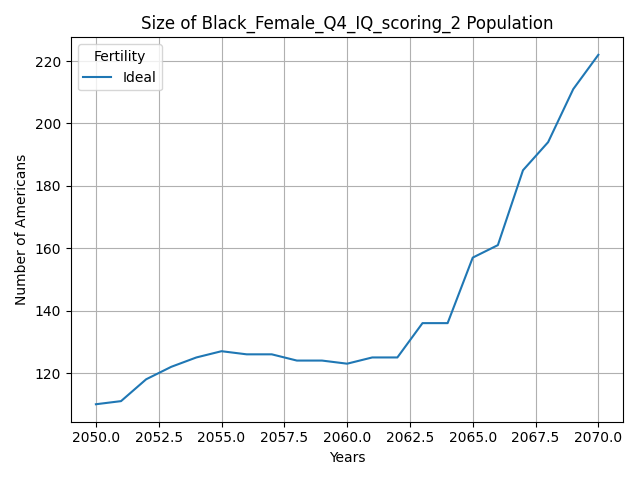 Size of Black_Female_Q4_IQ_scoring_2 Population
Fertility
Ideal
Number of Americans
220
200
180
160
140
120
2050.0 2052.5 2055.0 2057.5 2060.0 2062.5 2065.0 2067.5 2070.0
Years